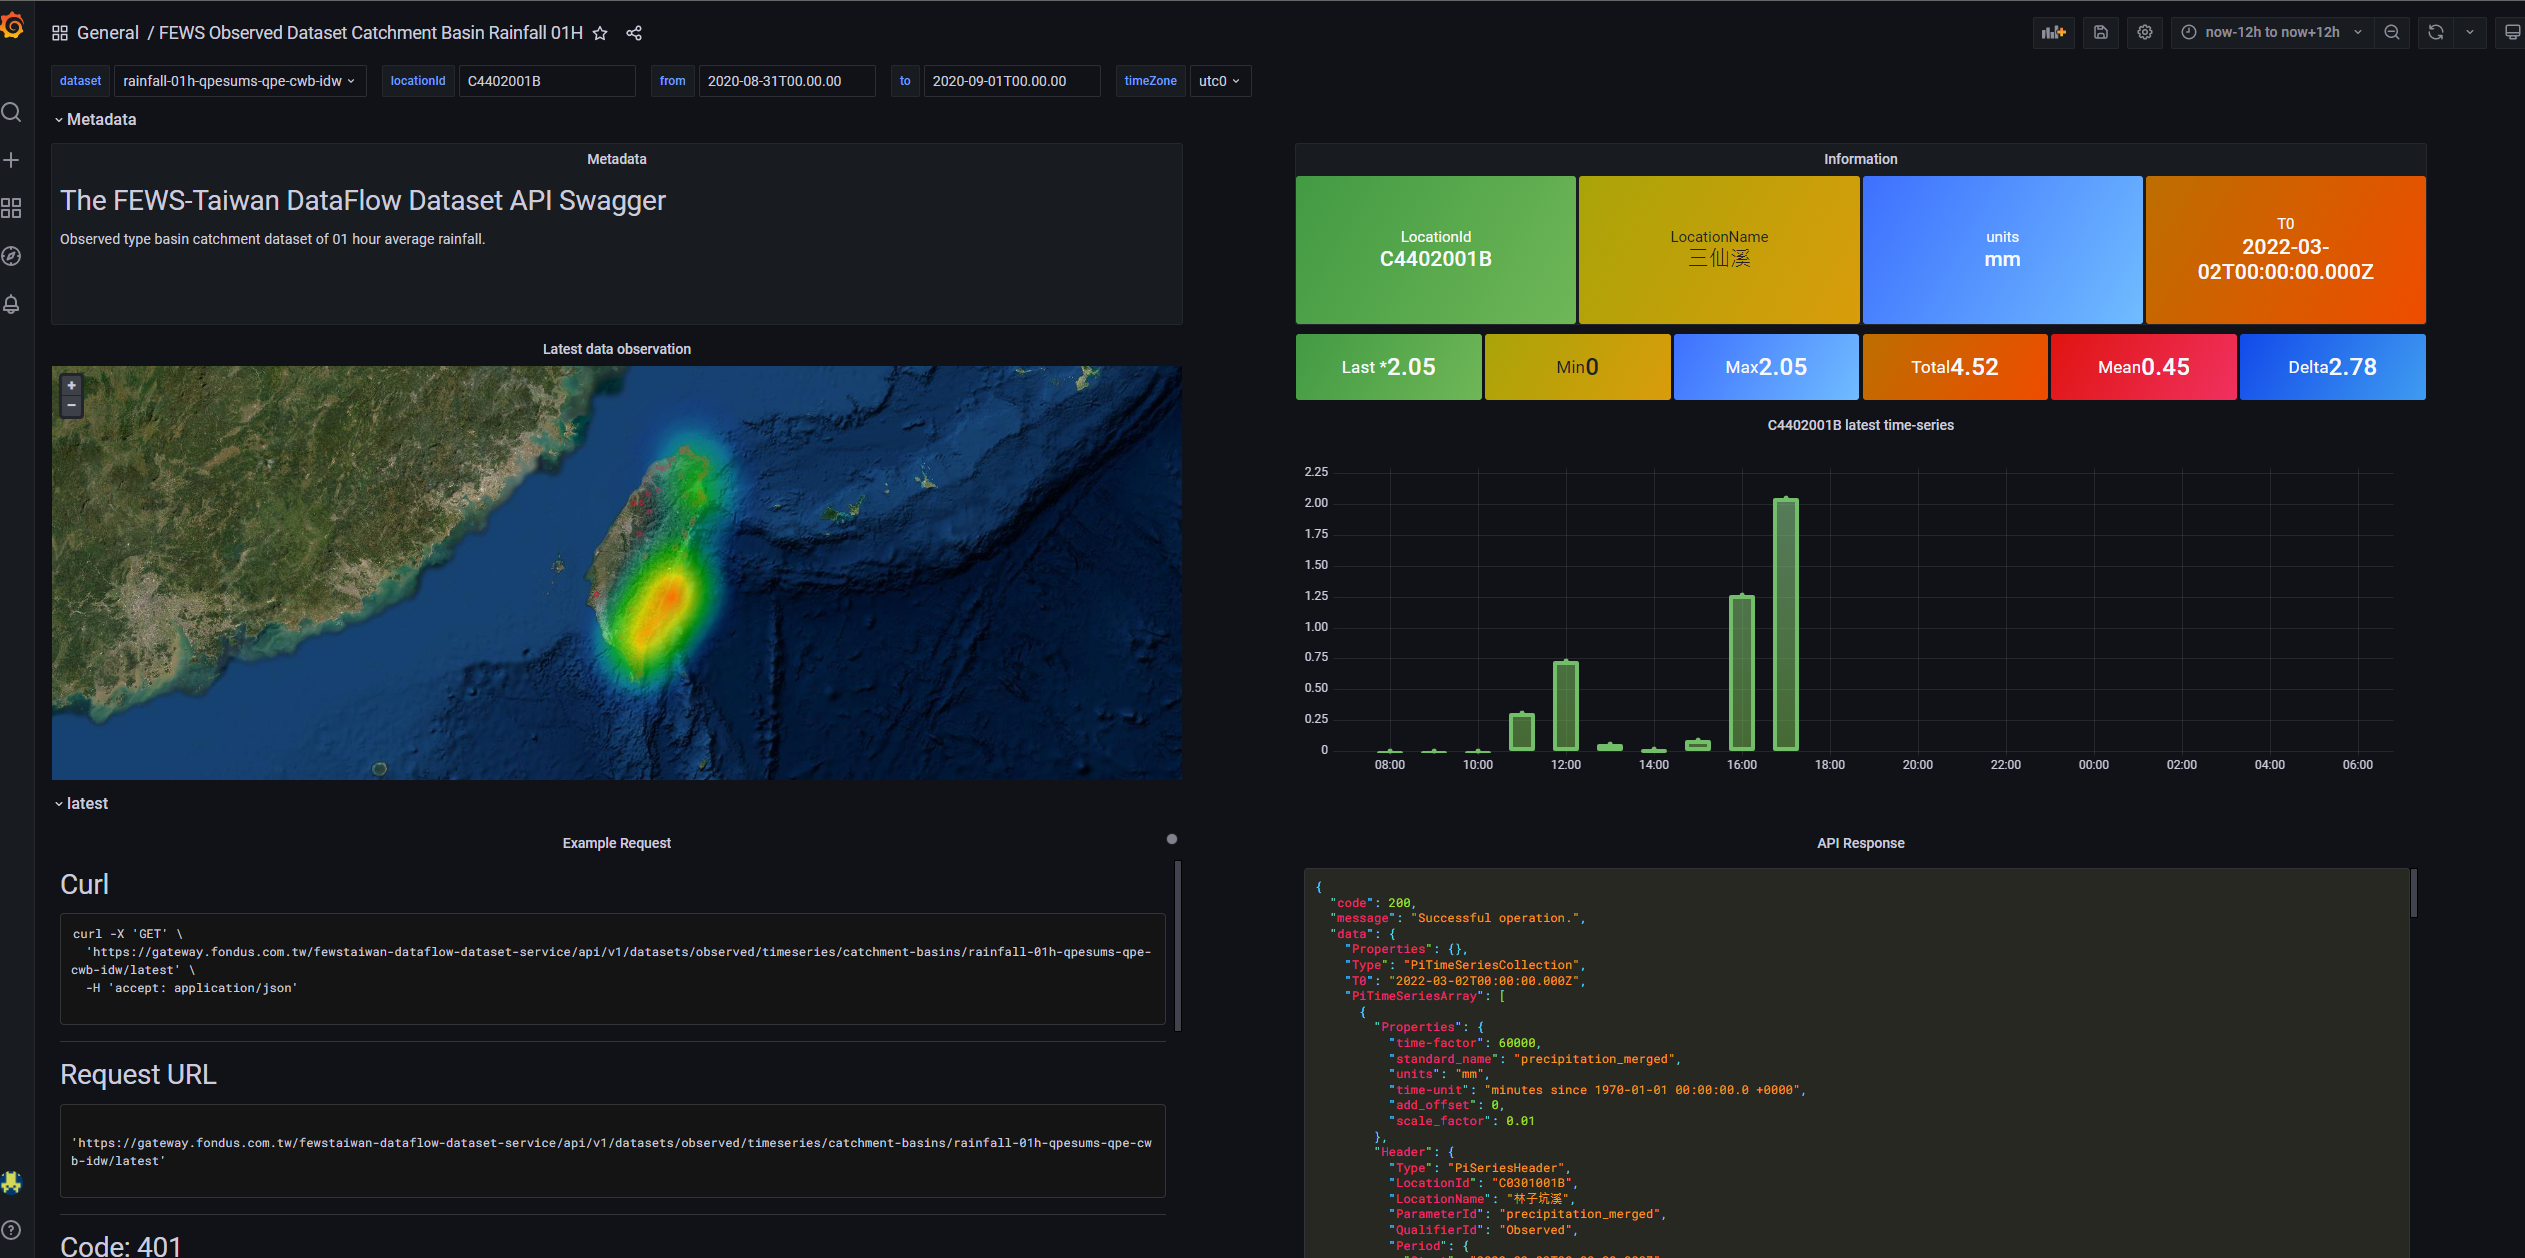 General / FEWS Observed Dataset Catchment Basin Rainfall 01H
now-12h to now+12h
dataset rainfall-01h-qpesums-qpe-cwb-idw locationId C4402001B from 2020-08-31T00.00.00 to 2020-09-01T00.00.00 timeZone utc0
Metadata
Metadata
The FEWS-Taiwan DataFlow Dataset API Swagger
Observed type basin catchment dataset of 01 hour average rainfall.
Information
LocationId
C4402001B
LocationName
三仙溪
units
mm
T0
2022-03-
02T00:00:00.000Z
Last *2.05
Min0
Max2.05
Total4.52
Mean0.45
Delta2.78
Latest data observation
+
−
C4402001B latest time-series
2.25
2.00
1.75
1.50
1.25
1.00
0.75
0.50
0.25
0
08:00 10:00 12:00 14:00 16:00 18:00 20:00 22:00 00:00 02:00 04:00 06:00
latest
Example Request
Curl
curl -X 'GET' \
'https://gateway.fondus.com.tw/fewstaiwan-dataflow-dataset-service/api/v1/datasets/observed/timeseries/catchment-basins/rainfall-01h-qpesums-qpe-
cwb-idw/latest' \
-H 'accept: application/json'
Request URL
'https://gateway.fondus.com.tw/fewstaiwan-dataflow-dataset-service/api/v1/datasets/observed/timeseries/catchment-basins/rainfall-01h-qpesums-qpe-cw
b-idw/latest'
Code: 401
API Response
{
"code": 200,
"message": "Successful operation.",
"data": {
"Properties": {},
"Type": "PiTimeSeriesCollection",
"T0": "2022-03-02T00:00:00.000Z",
"PiTimeSeriesArray": [
{
"Properties": {
"time-factor": 60000,
"standard_name": "precipitation_merged",
"units": "mm",
"time-unit": "minutes since 1970-01-01 00:00:00.0 +0000",
"add_offset": 0,
"scale_factor": 0.01
},
"Header": {
"Type": "PiSeriesHeader",
"LocationId": "C0301001B",
"LocationName": "林子坑溪",
"ParameterId": "precipitation_merged",
"QualifierId": "Observed",
"Period": {